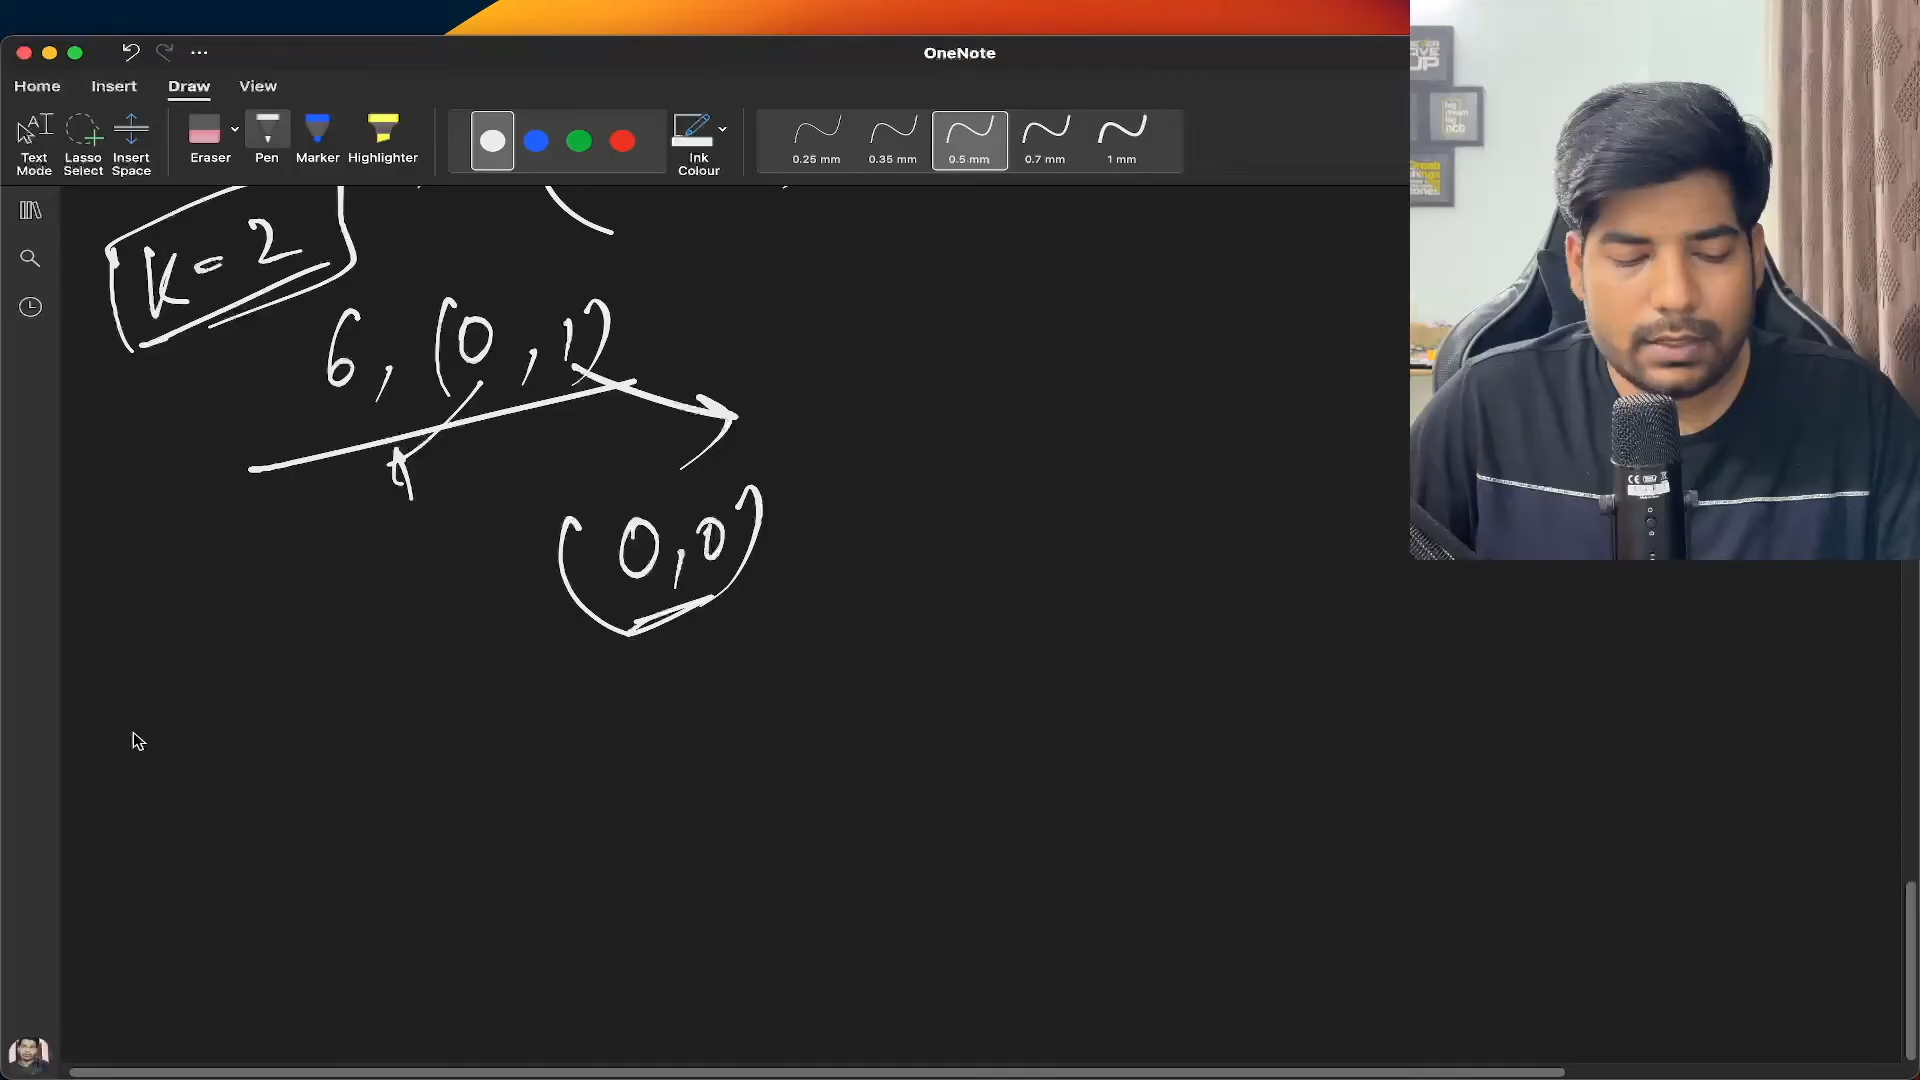 OneNote
Home Insert Draw View
Text Mode
Lasso Select
Insert Space
Eraser
Pen
Marker
Highlighter
Ink Colour
0.25 mm
0.35 mm
0.5 mm
0.7 mm
1 mm
K = 2
6, (0, 1)
(0, 0)
UP